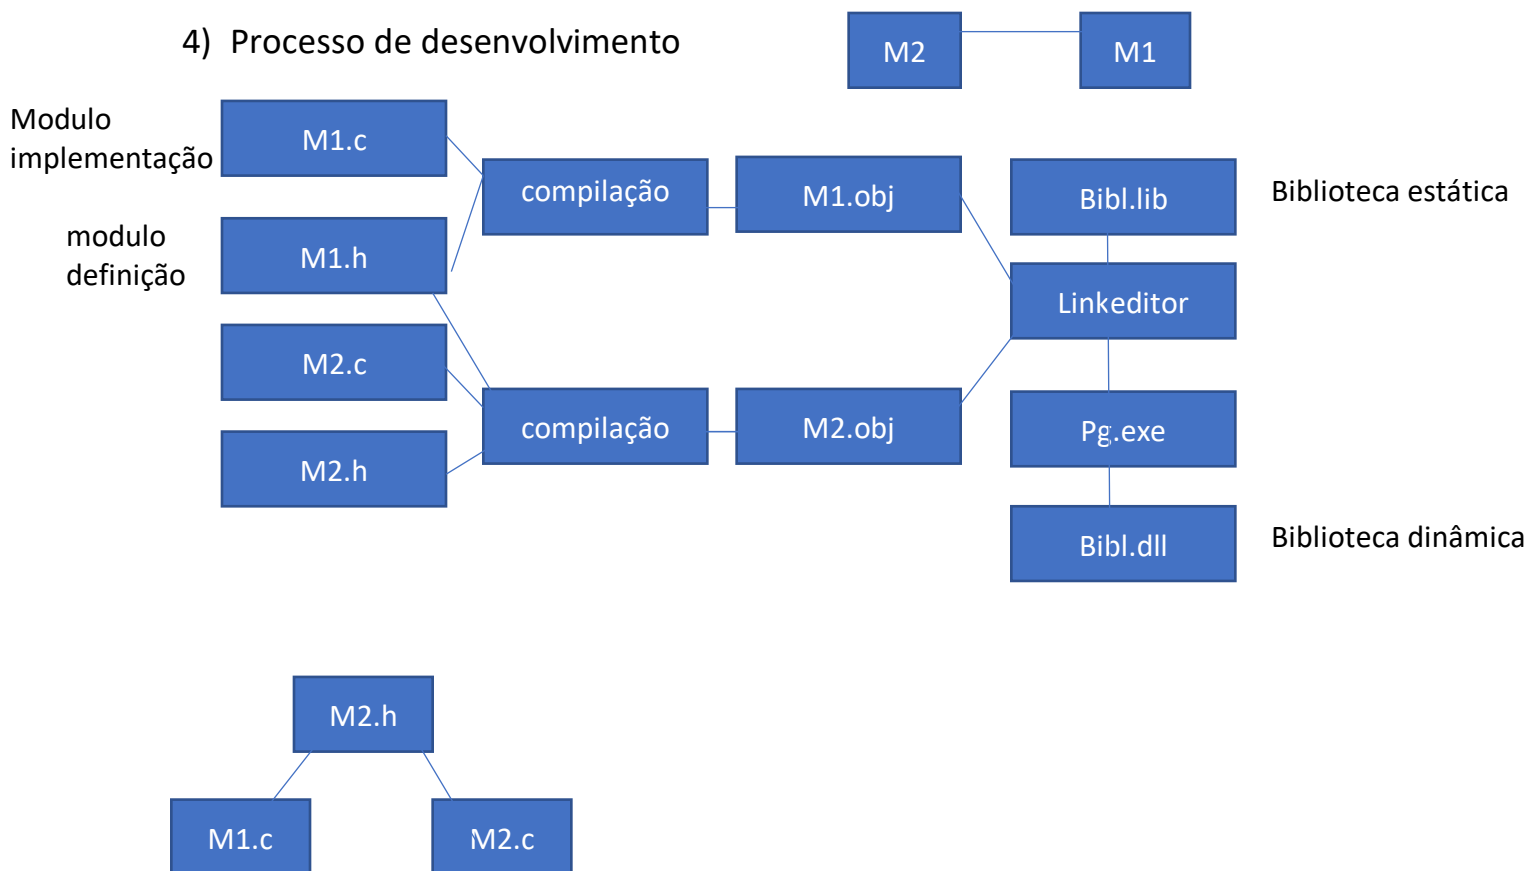 4) Processo de desenvolvimento
M2
M1
Modulo
implementação
M1.c
compilação
M1.obj
Bibl.lib
Biblioteca estática
modulo
definição
M1.h
Linkeditor
M2.c
compilação
M2.obj
Pg.exe
M2.h
Bibl.dll
Biblioteca dinâmica
M2.h
M1.c
M2.c